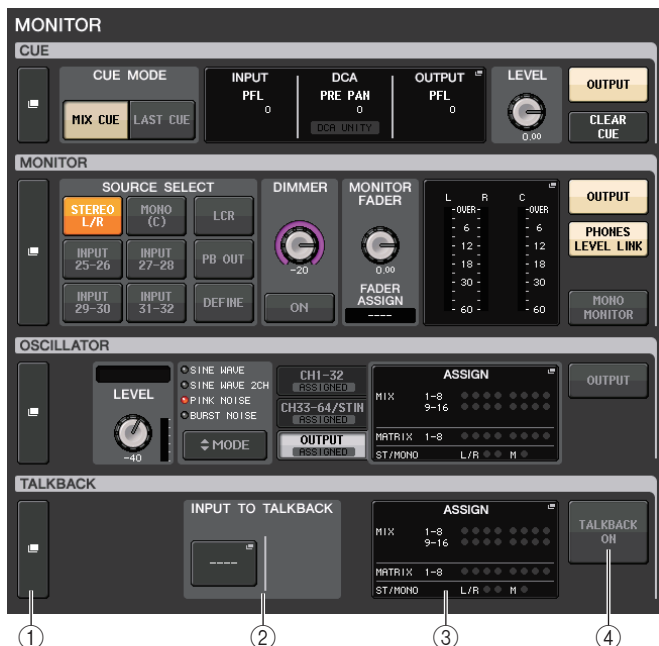 MONITOR
CUE
CUE MODE
MIX CUE
LAST CUE
INPUT
PFL
0
DCA
PRE PAN
0
DCA UNITY
OUTPUT
PFL
0
LEVEL
0.00
OUTPUT
CLEAR
CUE
MONITOR
SOURCE SELECT
STEREO
L/R
MONO
(C)
LCR
INPUT
25-26
INPUT
27-28
PB OUT
INPUT
29-30
INPUT
31-32
DEFINE
DIMMER
-20
ON
MONITOR
FADER
0.00
FADER
ASSIGN
----
L R C
-OVER- -OVER
- 6 - - 6
- 12 - - 12
- 18 - - 18
- 30 - - 30
- 60 - - 60
OUTPUT
PHONES
LEVEL LINK
MONO
MONITOR
OSCILLATOR
LEVEL
-40
SINE WAVE
SINE WAVE 2CH
PINK NOISE
BURST NOISE
MODE
CH1-32
ASSIGNED
CH33-64/STIN
ASSIGNED
OUTPUT
ASSIGNED
ASSIGN
MIX 1-8
9-16
MATRIX 1-8
ST/MONO L/R M
OUTPUT
TALKBACK
INPUT TO TALKBACK
----
ASSIGN
MIX 1-8
9-16
MATRIX 1-8
ST/MONO L/R M
TALKBACK
ON
1 2 3 4